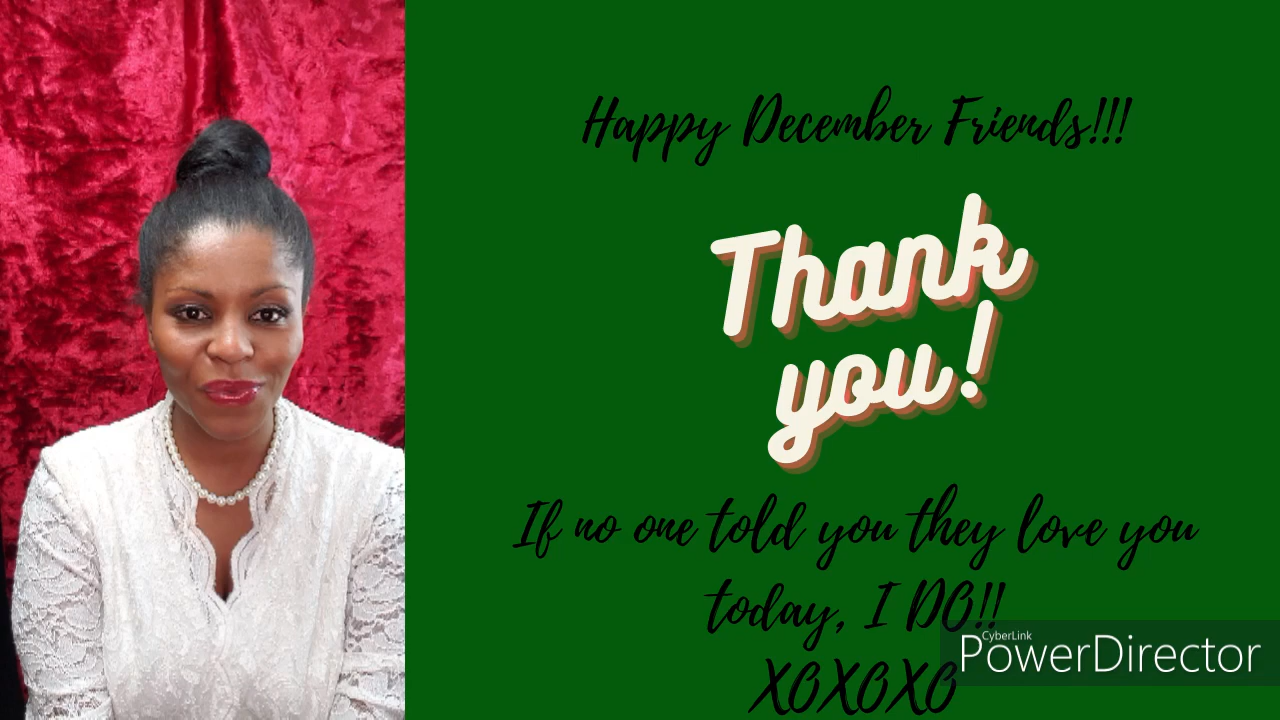 Happy December Friends!!!
Thank
you!
If no one told you they love you
today, I DO!!
XOXOXO
CyberLink
PowerDirector